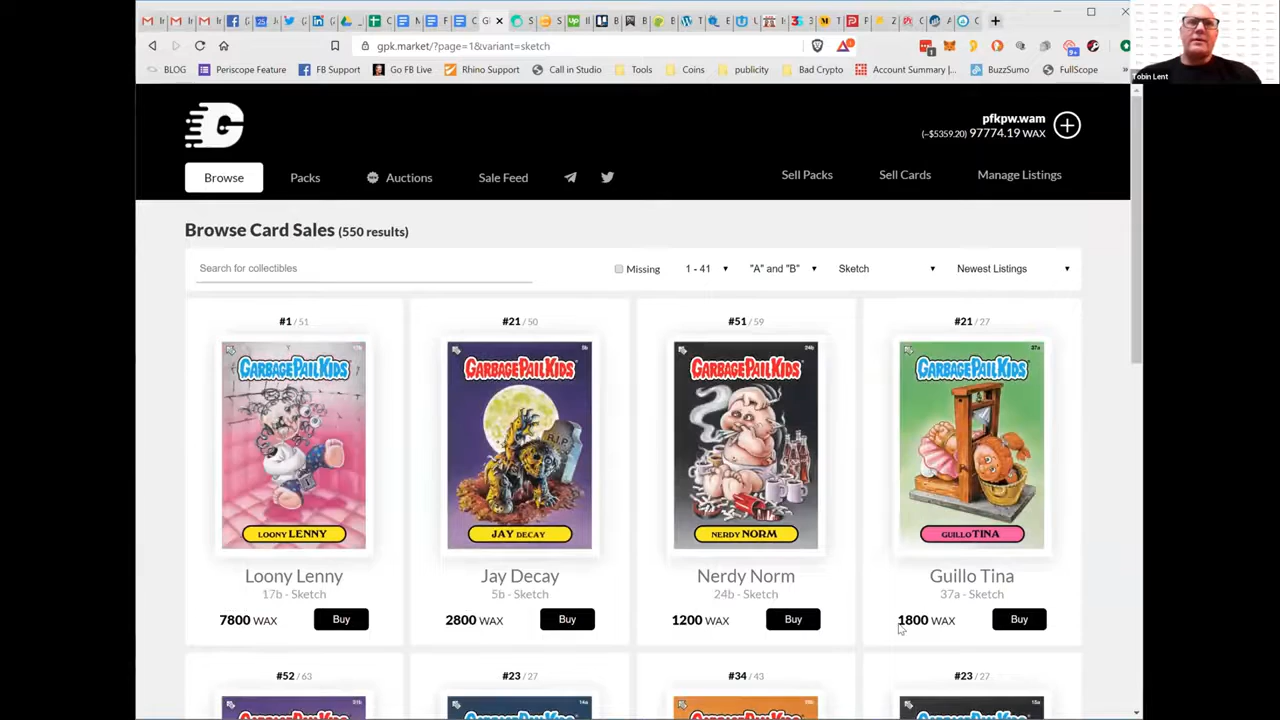 gpk.market/?page=1&variant=sketch
BLOG
Periscope Feature
FB Support
Go FB Live
Rhino Support
Call in Studio
Tools
Coins
publicity
Bad Crypto
Account Summary |...
BuzzSumo
FullScope
Tobin Lent
G
pfkpw.wam
(~$5359.20) 97774.19 WAX
Browse
Packs
Auctions
Sale Feed
Sell Packs
Sell Cards
Manage Listings
Browse Card Sales (550 results)
Search for collectibles
Missing
1 - 41
"A" and "B"
Sketch
Newest Listings
#1 / 51
#21 / 50
#51 / 59
#21 / 27
GARBAGE PAIL KIDS
GARBAGE PAIL KIDS
GARBAGE PAIL KIDS
GARBAGE PAIL KIDS
5b
24b
37a
R.I.P
LOONY LENNY
JAY DECAY
NERDY NORM
GUILLO TINA
Loony Lenny
Jay Decay
Nerdy Norm
Guillo Tina
17b - Sketch
5b - Sketch
24b - Sketch
37a - Sketch
7800 WAX
Buy
2800 WAX
Buy
1200 WAX
Buy
1800 WAX
Buy
#52 / 63
#23 / 27
#34 / 43
#23 / 27